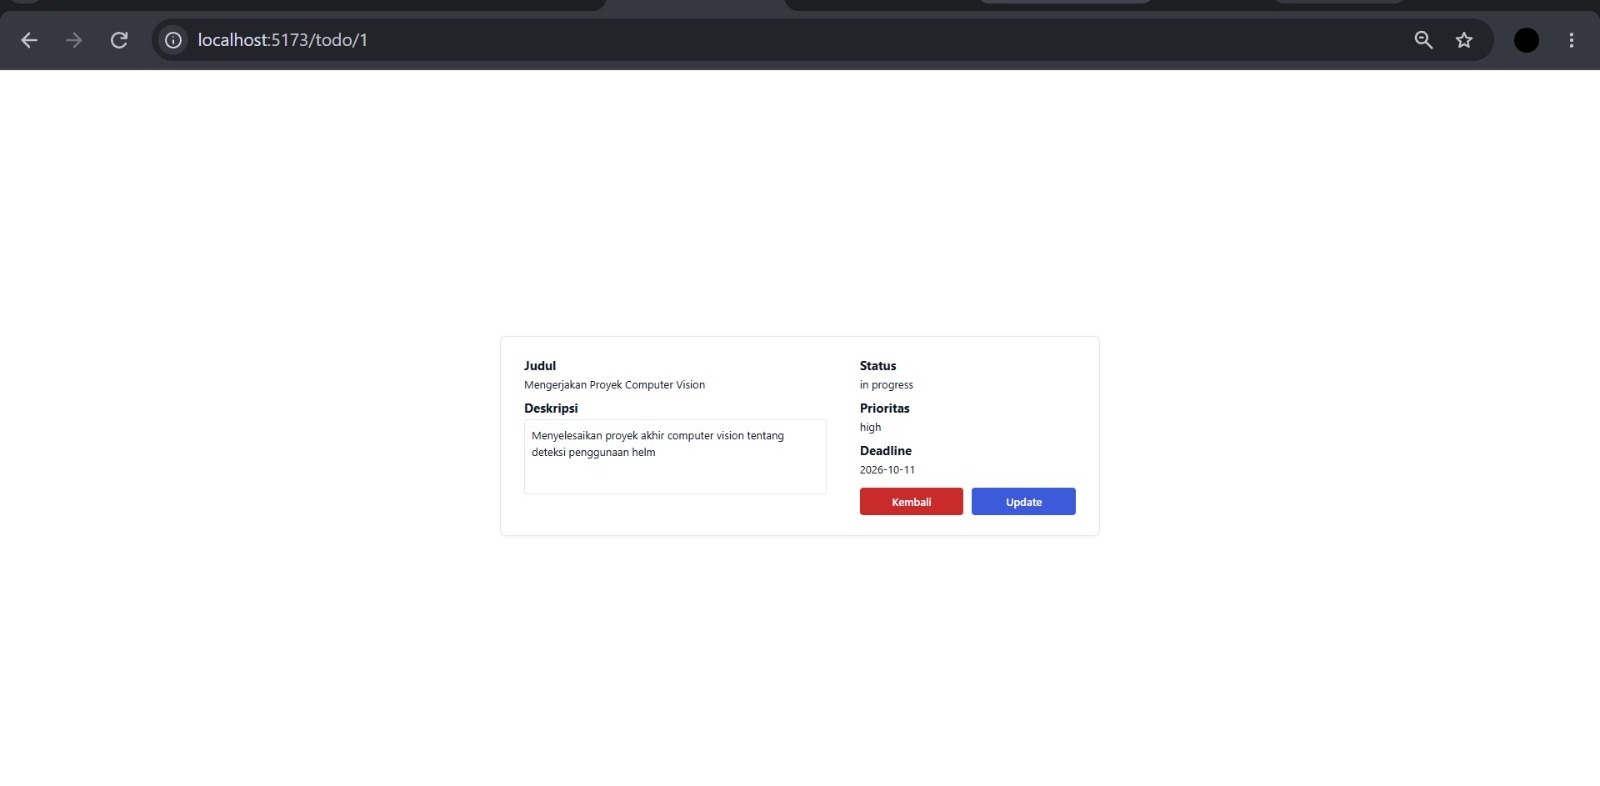 localhost:5173/todo/1
Judul
Mengerjakan Proyek Computer Vision
Deskripsi
Menyelesaikan proyek akhir computer vision tentang
deteksi penggunaan helm
Status
in progress
Prioritas
high
Deadline
2026-10-11
Kembali
Update